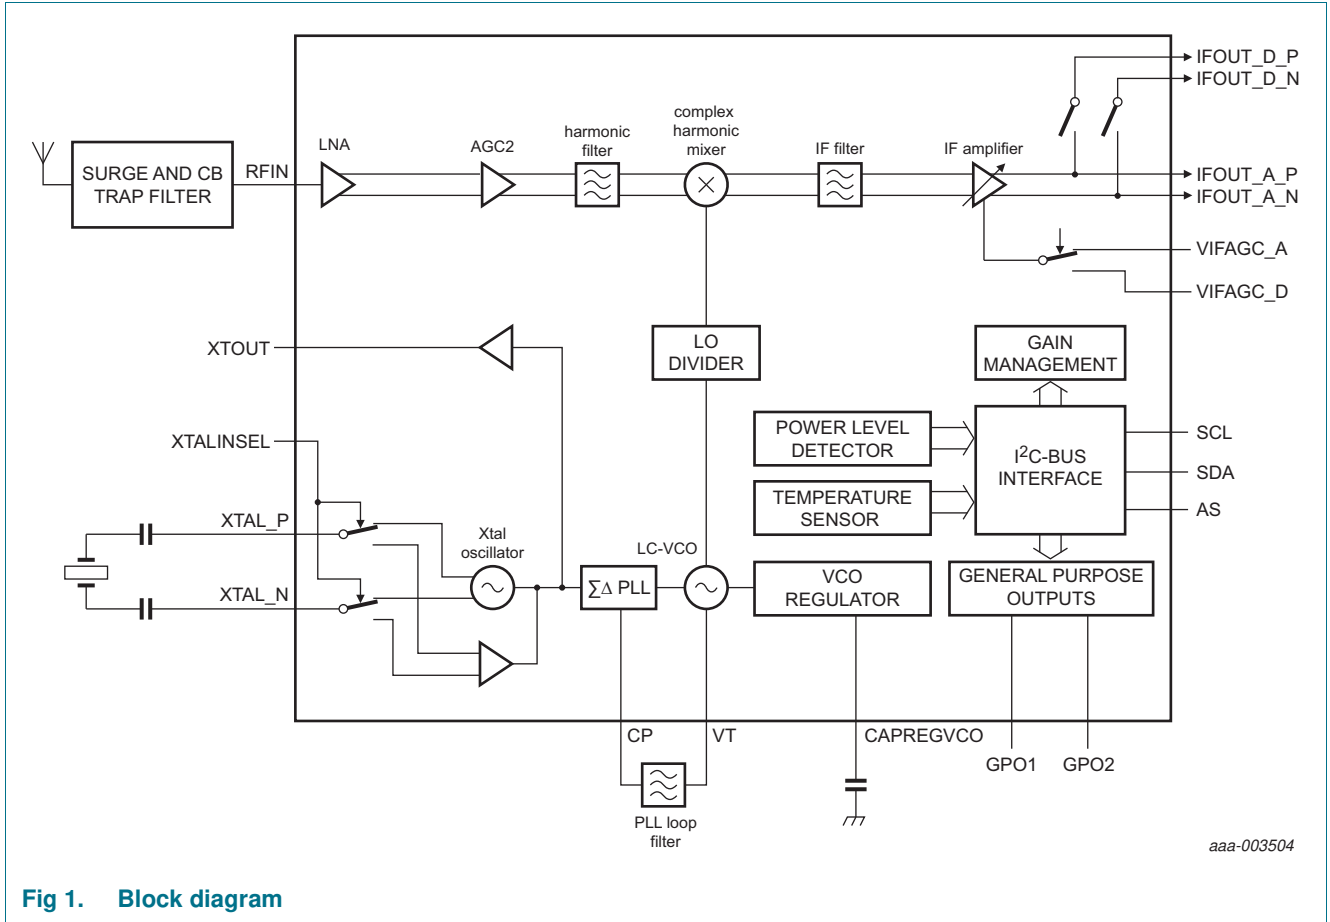 IFOUT_D_P
IFOUT_D_N
complex
harmonic
mixer
LNA
AGC2
harmonic
filter
IF filter
IF amplifier
SURGE AND CB
TRAP FILTER
RFIN
IFOUT_A_P
IFOUT_A_N
VIFAGC_A
VIFAGC_D
XTOUT
LO
DIVIDER
GAIN
MANAGEMENT
XTALINSEL
POWER LEVEL
DETECTOR
I2C-BUS
INTERFACE
SCL
SDA
AS
TEMPERATURE
SENSOR
XTAL_P
Xtal
oscillator
LC-VCO
XTAL_N
∑∆ PLL
VCO
REGULATOR
GENERAL PURPOSE
OUTPUTS
CP
VT
CAPREGVCO
GPO1
GPO2
PLL loop
filter
aaa-003504
Fig 1. Block diagram